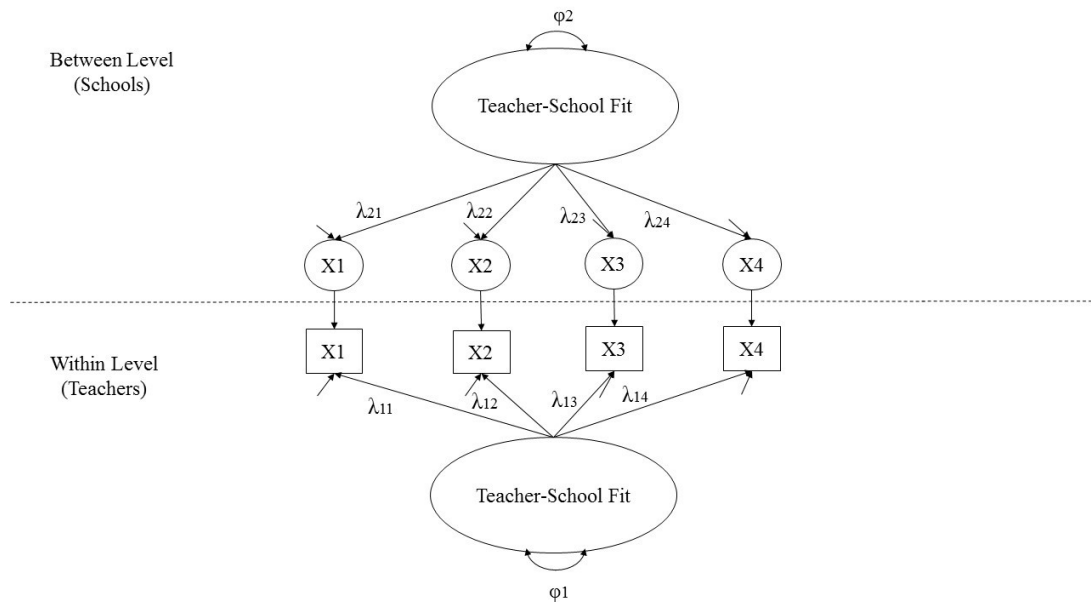 φ2
Between Level
(Schools)
Teacher-School Fit
λ21
λ22
λ23
λ24
X1
X2
X3
X4
Within Level
(Teachers)
X1
X2
X3
X4
λ11
λ12
λ13
λ14
Teacher-School Fit
φ1